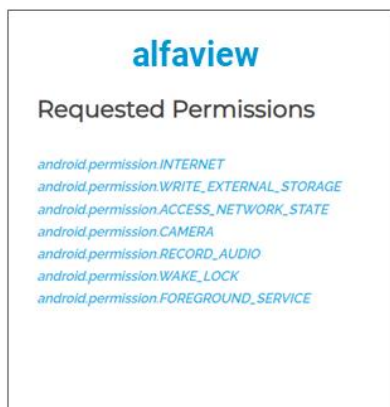 alfaview
Requested Permissions
android.permission.INTERNET
android.permission.WRITE_EXTERNAL_STORAGE
android.permission.ACCESS_NETWORK_STATE
android.permission.CAMERA
android.permission.RECORD_AUDIO
android.permission.WAKE_LOCK
android.permission.FOREGROUND_SERVICE